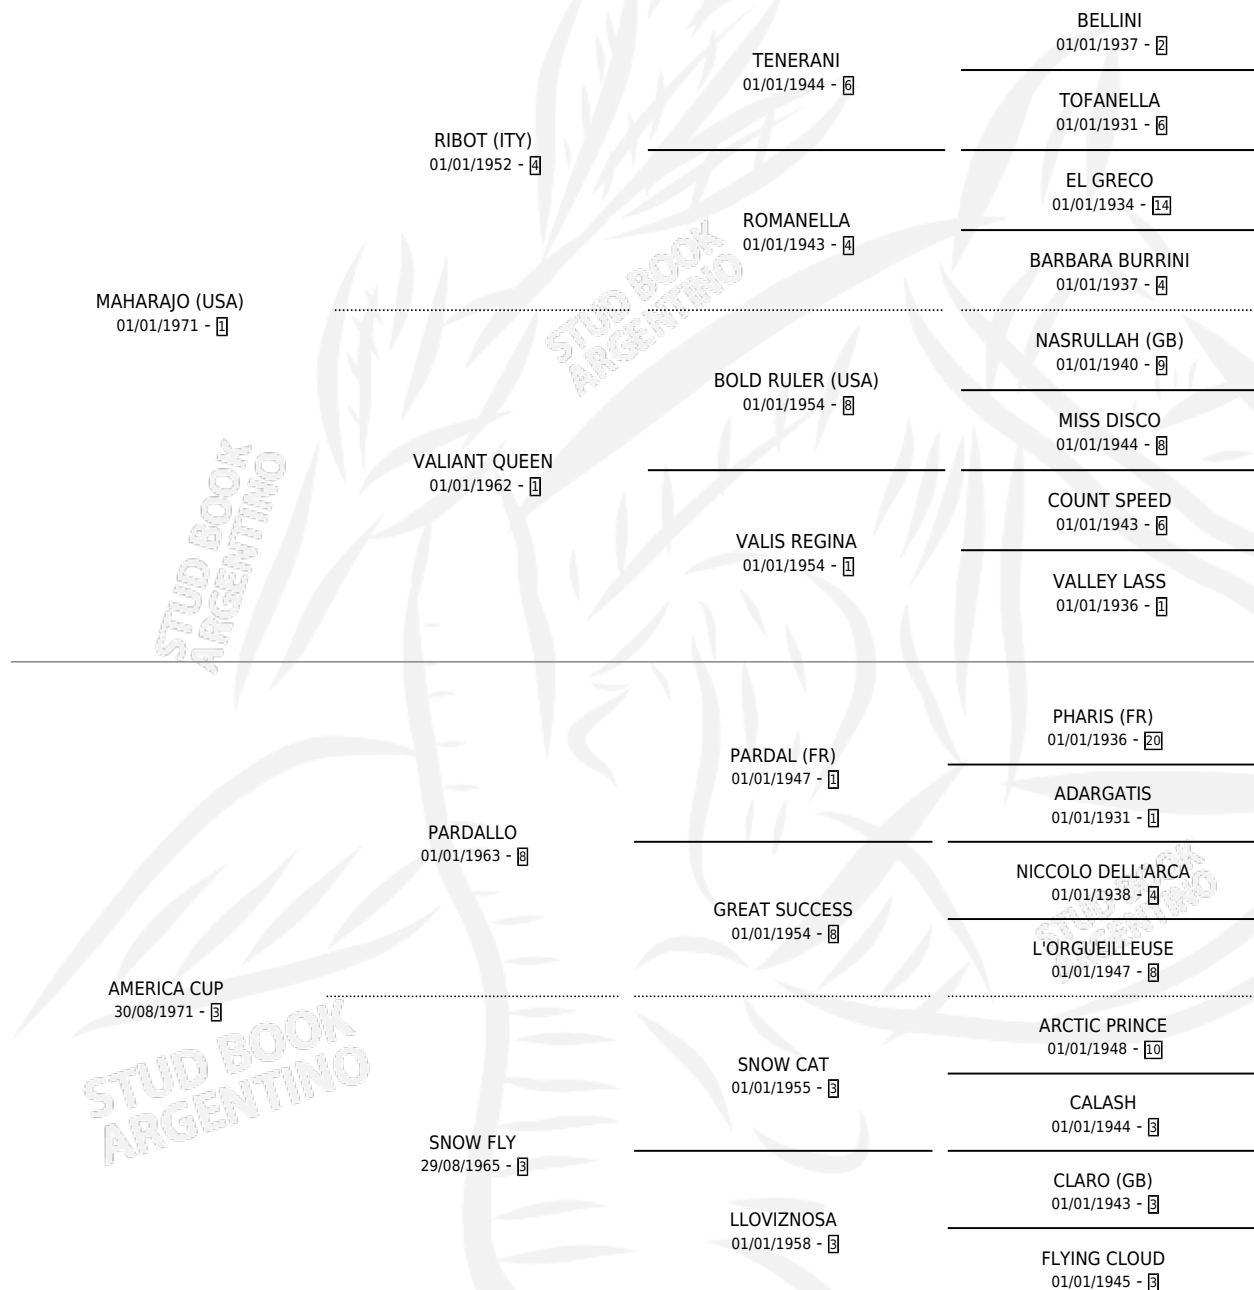 BELLINI
01/01/1937 - 2
TENERANI
01/01/1944 - 6
TOFANELLA
01/01/1931 - 6
RIBOT (ITY)
01/01/1952 - 4
EL GRECO
01/01/1934 - 14
ROMANELLA
01/01/1943 - 4
BARBARA BURRINI
01/01/1937 - 4
MAHARAJO (USA)
01/01/1971 - 1
NASRULLAH (GB)
01/01/1940 - 9
BOLD RULER (USA)
01/01/1954 - 8
MISS DISCO
01/01/1944 - 8
VALIANT QUEEN
01/01/1962 - 1
COUNT SPEED
01/01/1943 - 6
VALIS REGINA
01/01/1954 - 1
VALLEY LASS
01/01/1936 - 1
PHARIS (FR)
01/01/1936 - 20
PARDAL (FR)
01/01/1947 - 1
ADARGATIS
01/01/1931 - 1
PARDALLO
01/01/1963 - 8
NICCOLO DELL'ARCA
01/01/1938 - 4
GREAT SUCCESS
01/01/1954 - 8
L'ORGUEILLEUSE
01/01/1947 - 8
AMERICA CUP
30/08/1971 - 3
ARCTIC PRINCE
01/01/1948 - 10
SNOW CAT
01/01/1955 - 3
CALASH
01/01/1944 - 3
SNOW FLY
29/08/1965 - 3
CLARO (GB)
01/01/1943 - 3
LLOVIZNOSA
01/01/1958 - 3
FLYING CLOUD
01/01/1945 - 3
STUD BOOK
ARGENTINO
STUD BOOK
ARGENTINO
STUD BOOK
ARGENTINO
STUD BOOK
ARGENTINO